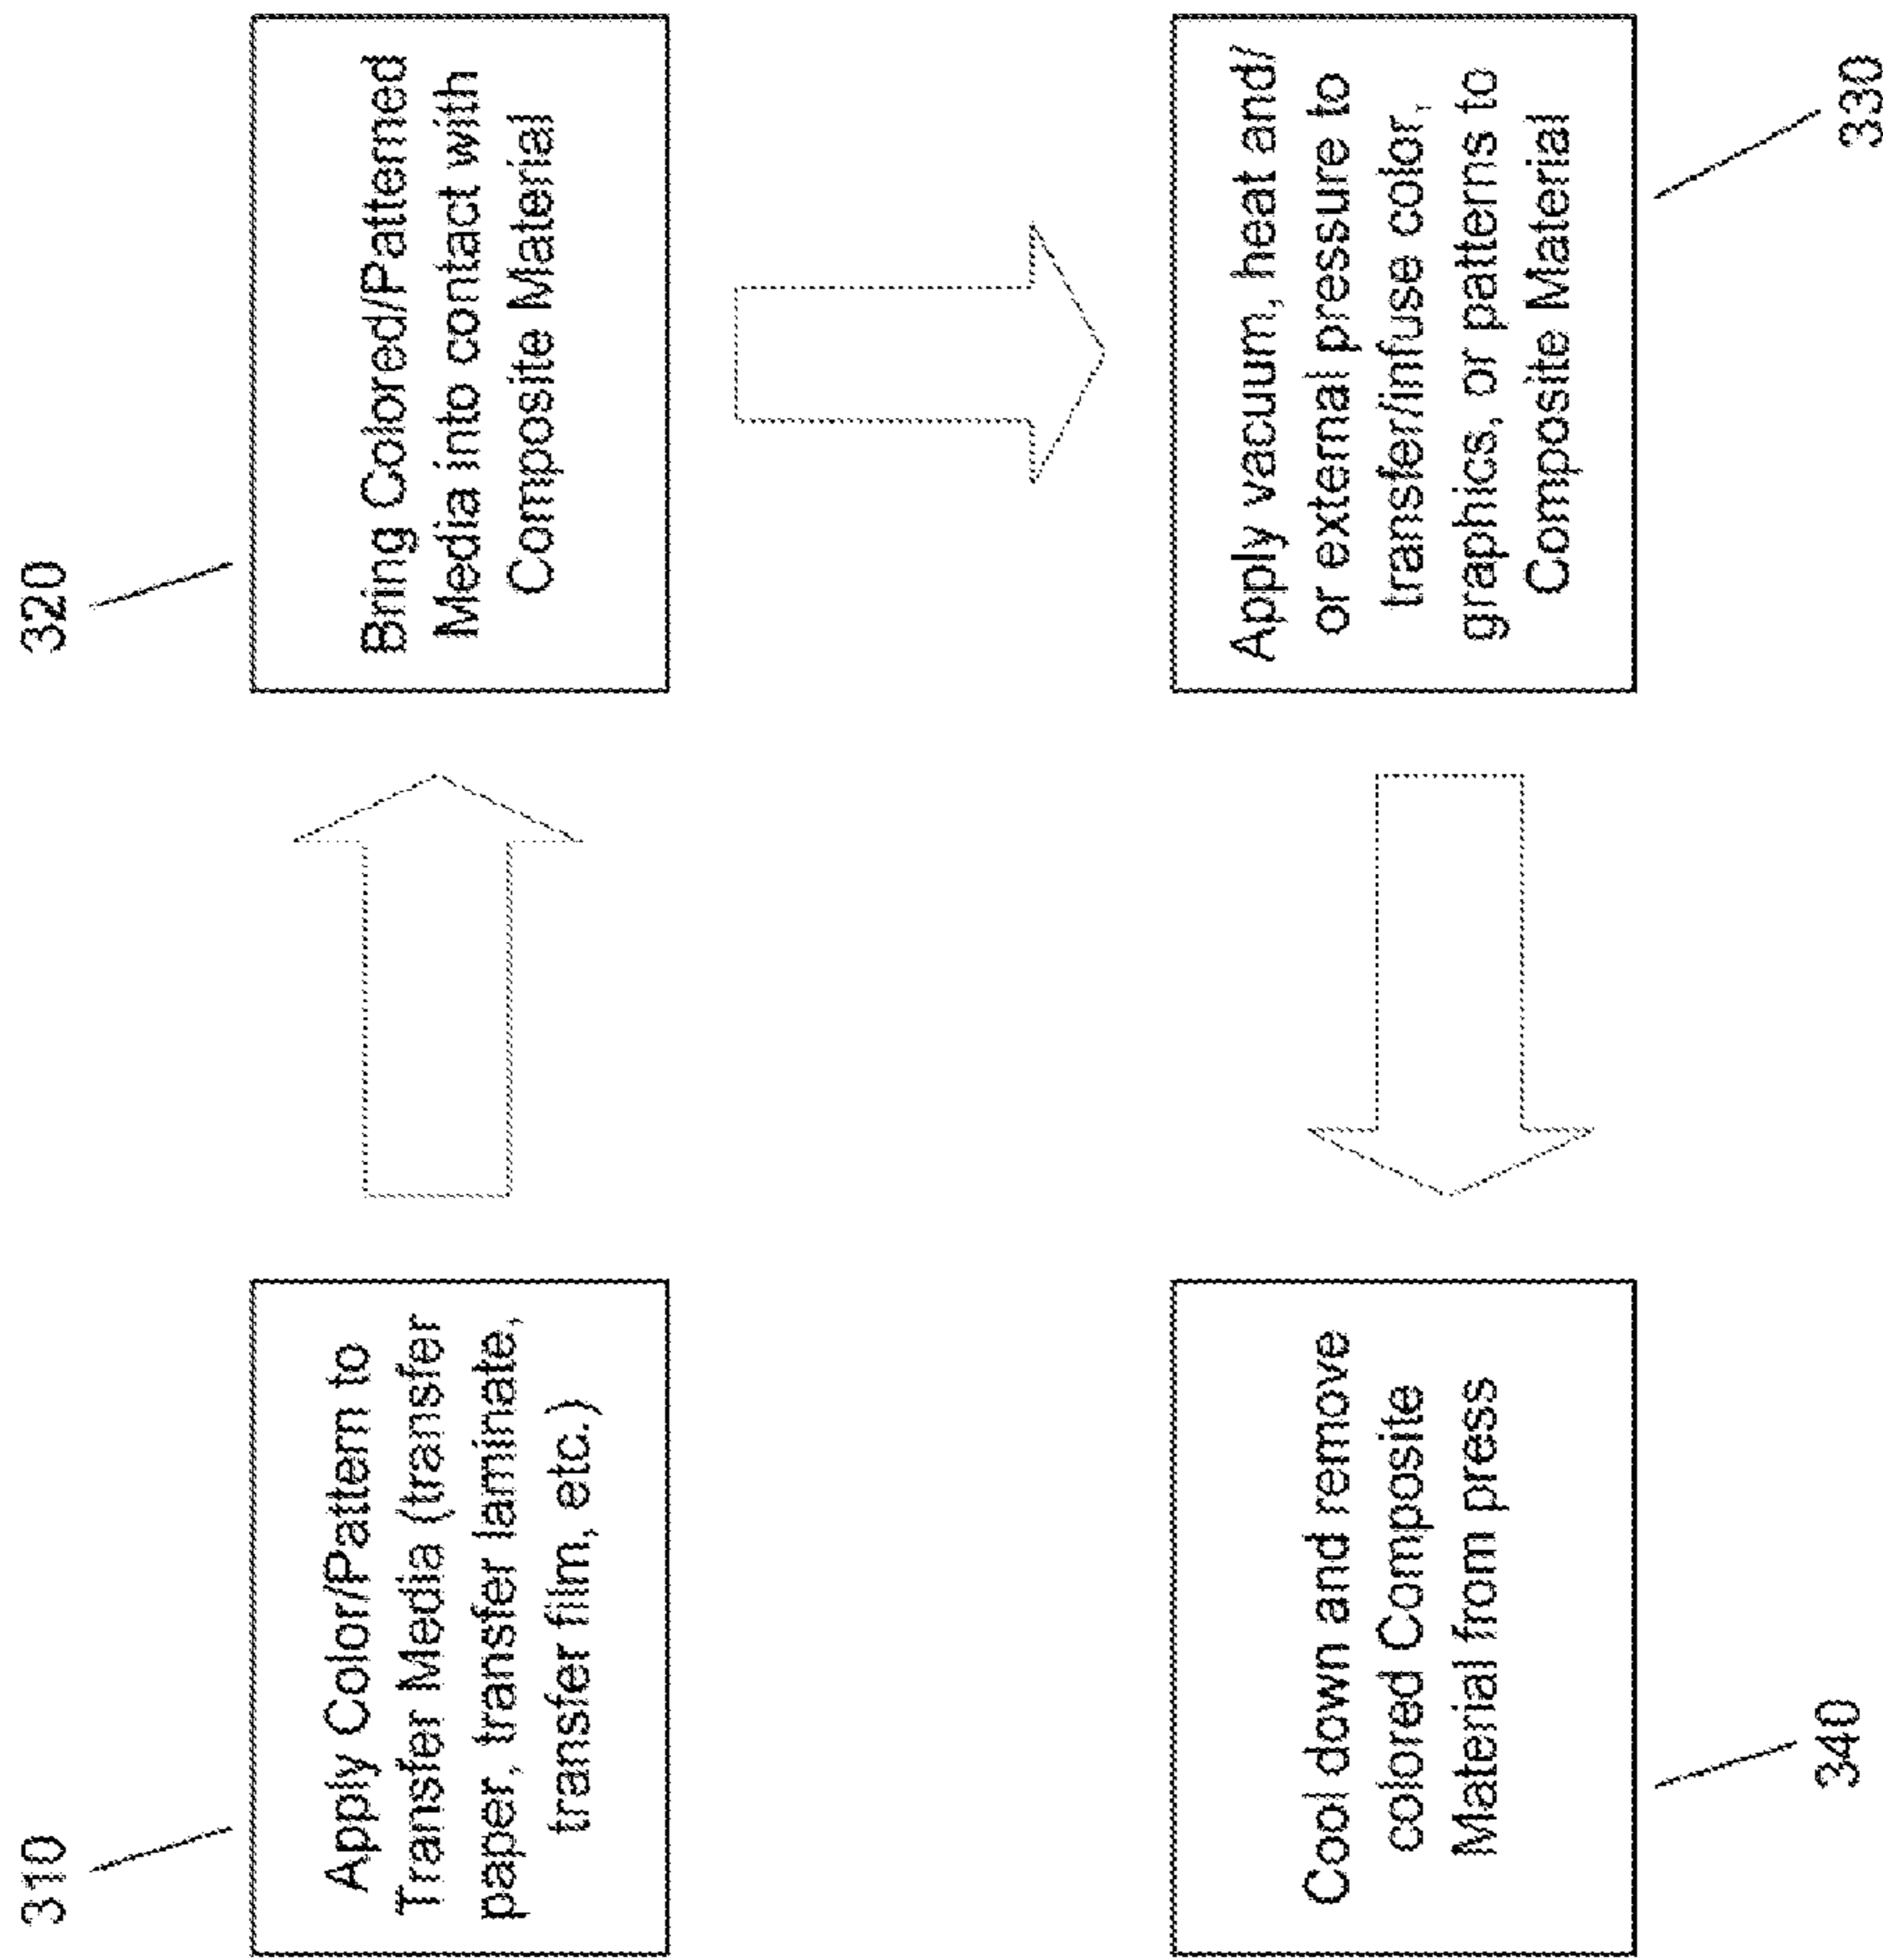 310
Apply Color/Pattern to
Transfer Media (transfer
paper, transfer laminate,
transfer film, etc.)
320
Bring Colored/Patterned
Media into contact with
Composite Material
Apply vacuum, heat and/
or external pressure to
transfer/infuse color,
graphics, or patterns to
Composite Material
330
Cool down and remove
colored Composite
Material from press
340